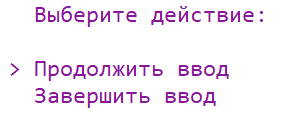 Выберите действие:
> Продолжить ввод
Завершить ввод